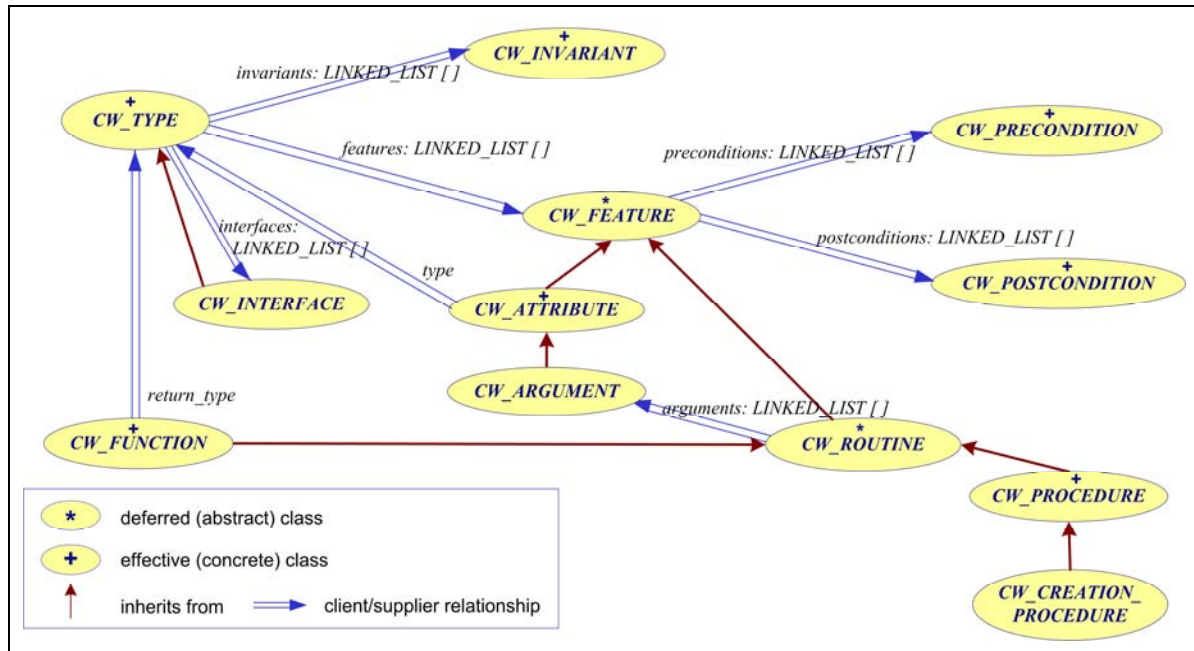 +
CW_INVARIANT
invariants: LINKED_LIST [ ]
+
CW_TYPE
+
CW_PRECONDITION
features: LINKED_LIST [ ]
preconditions: LINKED_LIST [ ]
*
CW_FEATURE
interfaces:
LINKED_LIST [ ]
postconditions: LINKED_LIST [ ]
type
+
CW_POSTCONDITION
CW_INTERFACE
+
CW_ATTRIBUTE
CW_ARGUMENT
return_type
arguments: LINKED_LIST [ ]
+
CW_FUNCTION
*
CW_ROUTINE
+
CW_PROCEDURE
* deferred (abstract) class
+ effective (concrete) class
inherits from
client/supplier relationship
CW_CREATION_
PROCEDURE